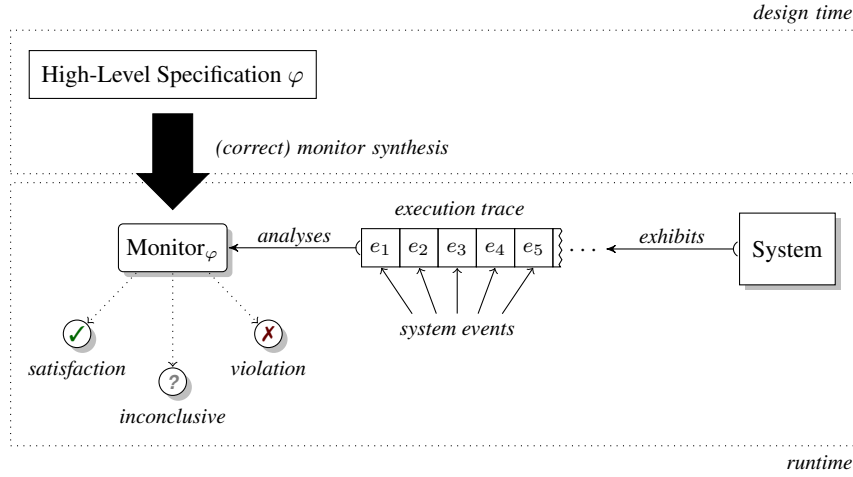 design time
High-Level Specification φ
(correct) monitor synthesis
execution trace
Monitorφ
analyses
e1 e2 e3 e4 e5 ...
exhibits
System
system events
✓
✗
satisfaction
violation
?
inconclusive
runtime